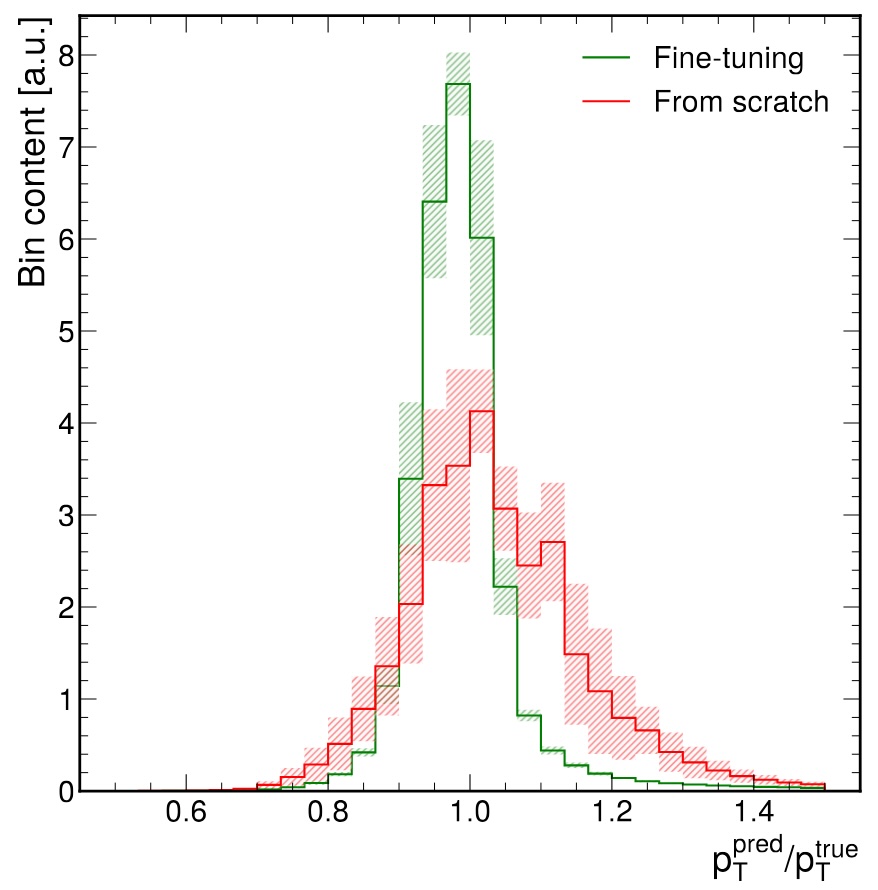 Bin content [a.u.]
8
7
6
5
4
3
2
1
0
Fine-tuning
From scratch
0.6 0.8 1.0 1.2 1.4
p_T^pred/p_T^true